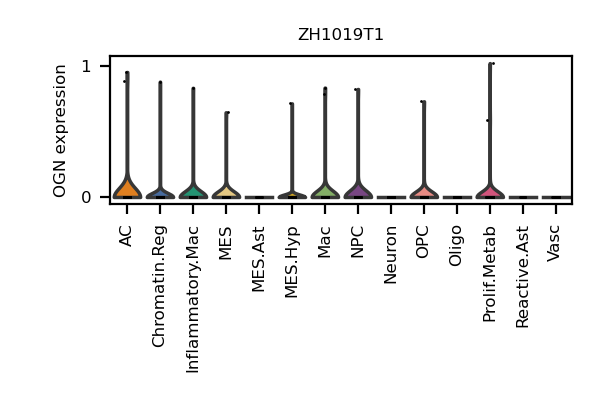 ZH1019T1
OGN expression
1
0
AC
Chromatin.Reg
Inflammatory.Mac
MES
MES.Ast
MES.Hyp
Mac
NPC
Neuron
OPC
Oligo
Prolif.Metab
Reactive.Ast
Vasc